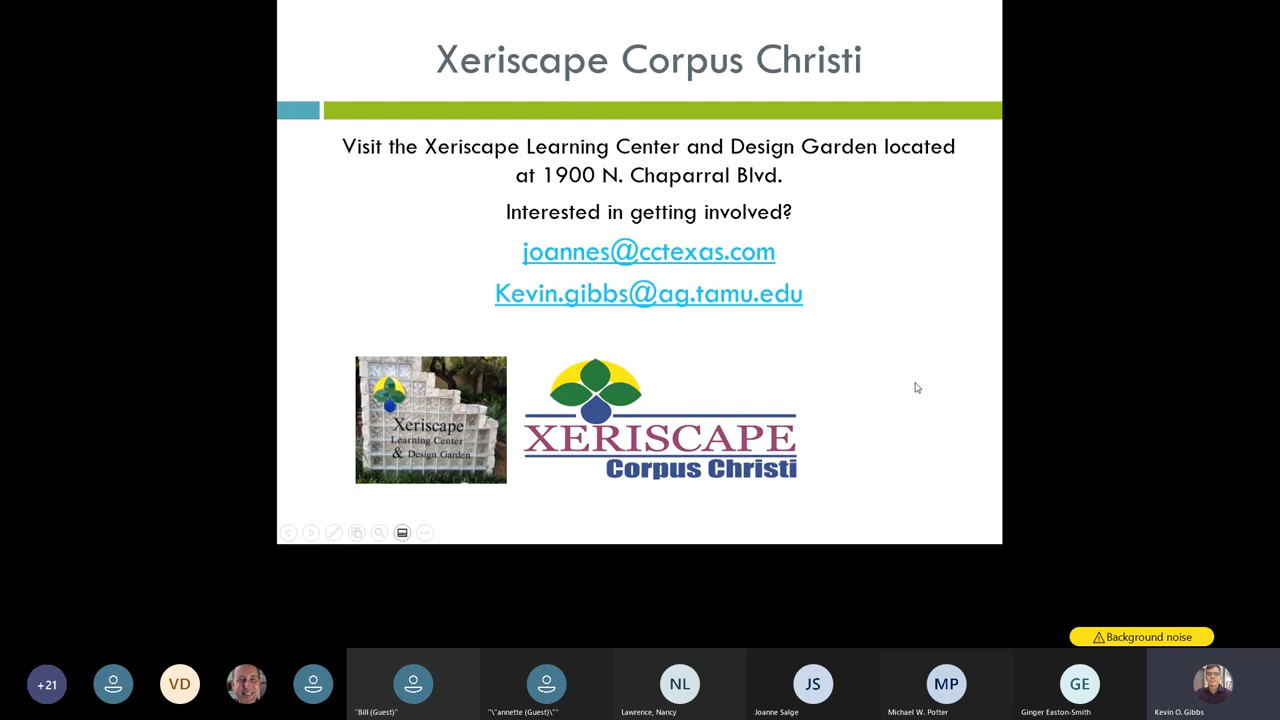 Xeriscape Corpus Christi
Visit the Xeriscape Learning Center and Design Garden located
at 1900 N. Chaparral Blvd.
Interested in getting involved?
joannes@cctexas.com
Kevin.gibbs@ag.tamu.edu
Xeriscape
Learning Center
& Design Garden
XERISCAPE
Corpus Christi
Background noise
+21
VD
NL
JS
MP
GE
"Bill (Guest)"
"\"annette (Guest)\""
Lawrence, Nancy
Joanne Salge
Michael W. Potter
Ginger Easton-Smith
Kevin O. Gibbs